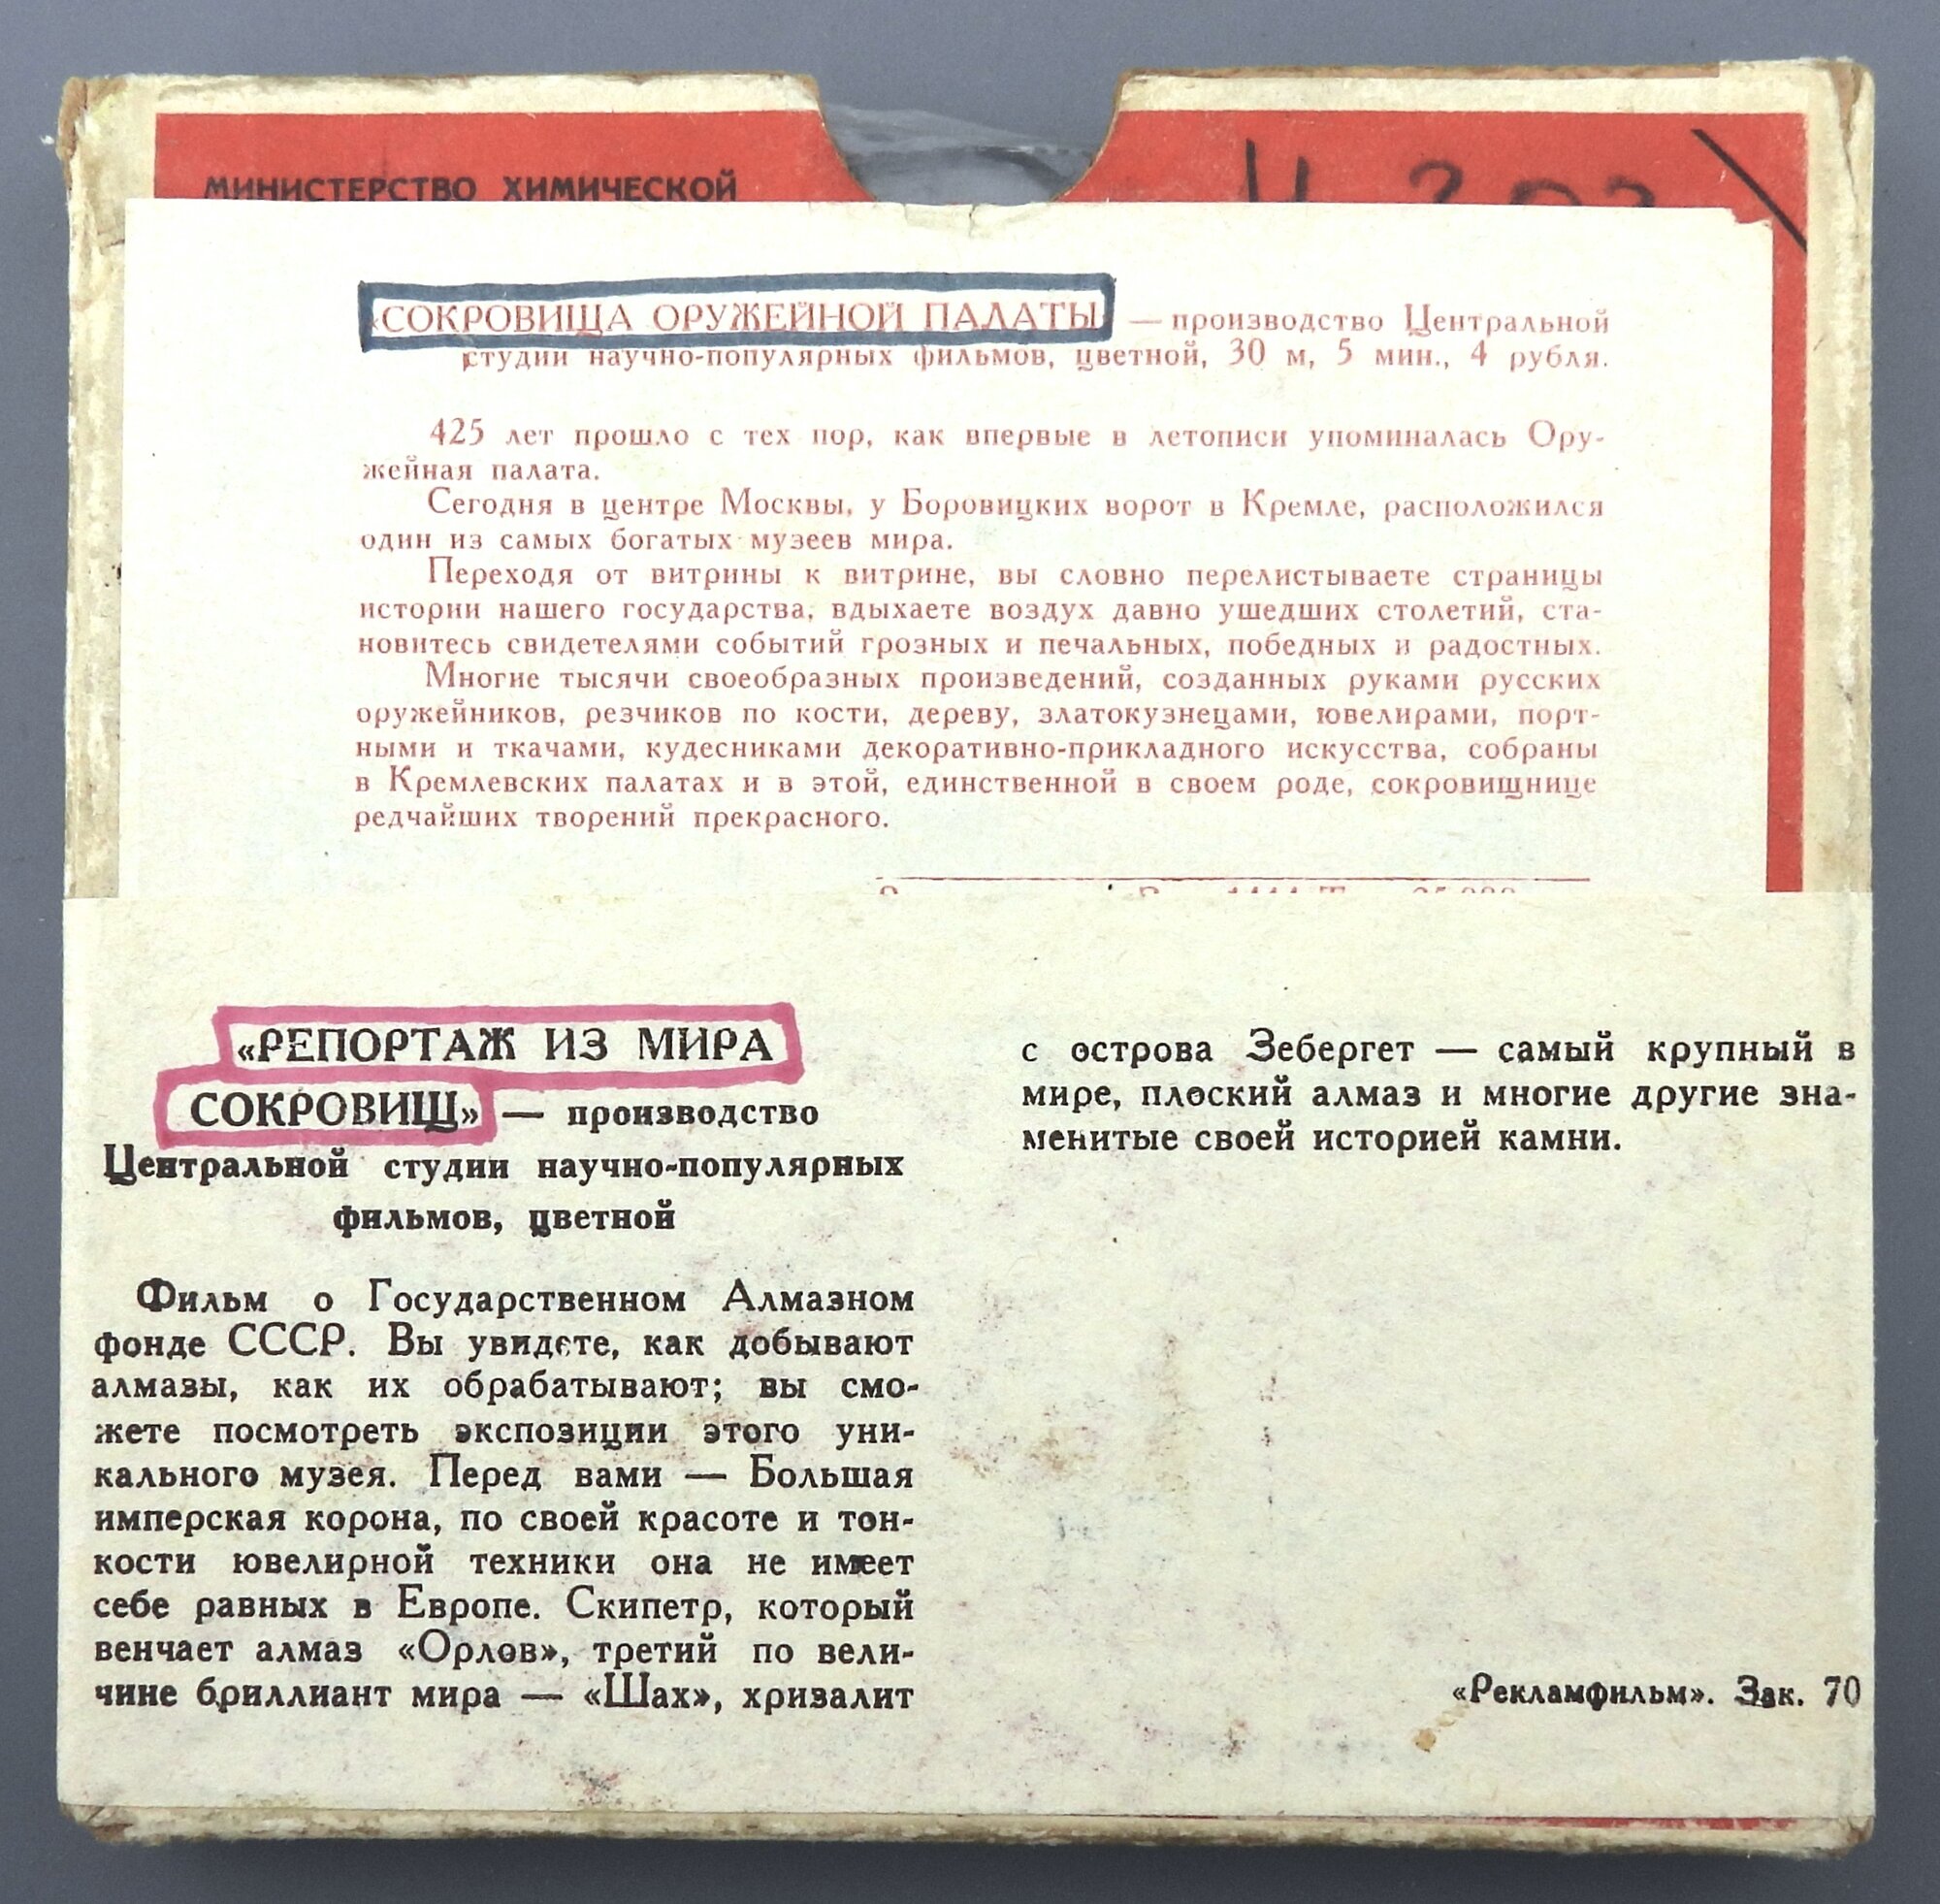 МИНИСТЕРСТВО ХИМИЧЕСКОЙ
«СОКРОВИЩА ОРУЖЕЙНОЙ ПАЛАТЫ» — производство Центральной
студии научно-популярных фильмов, цветной, 30 м, 5 мин., 4 рубля.
425 лет прошло с тех пор, как впервые в летописи упоминалась Ору-
жейная палата.
Сегодня в центре Москвы, у Боровицких ворот в Кремле, расположился
один из самых богатых музеев мира.
Переходя от витрины к витрине, вы словно перелистываете страницы
истории нашего государства, вдыхаете воздух давно ушедших столетий, ста-
новитесь свидетелями событий грозных и печальных, победных и радостных.
Многие тысячи своеобразных произведений, созданных руками русских
оружейников, резчиков по кости, дереву, златокузнецами, ювелирами, порт-
ными и ткачами, кудесниками декоративно-прикладного искусства, собраны
в Кремлевских палатах и в этой, единственной в своем роде, сокровищнице
редчайших творений прекрасного.
«РЕПОРТАЖ ИЗ МИРА
СОКРОВИЩ» — производство
Центральной студии научно-популярных
фильмов, цветной
Фильм о Государственном Алмазном
фонде СССР. Вы увидете, как добывают
алмазы, как их обрабатывают; вы смо-
жете посмотреть экспозиции этого уни-
кального музея. Перед вами — Большая
имперская корона, по своей красоте и тон-
кости ювелирной техники она не имеет
себе равных в Европе. Скипетр, который
венчает алмаз «Орлов», третий по вели-
чине бриллиант мира — «Шах», хризалит
с острова Зебергет — самый крупный в
мире, плоский алмаз и многие другие зна-
менитые своей историей камни.
«Рекламфильм». Зак. 70